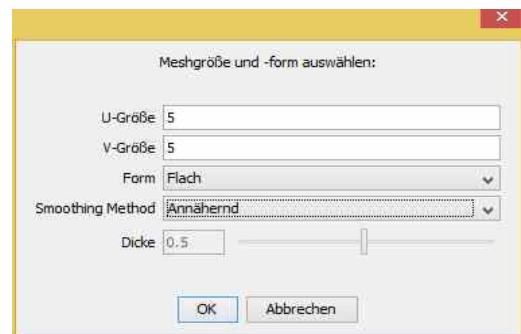 Meshgröße und -form auswählen:
U-Größe 5
V-Größe 5
Form Flach
Smoothing Method Annähernd
Dicke 0.5
OK Abbrechen